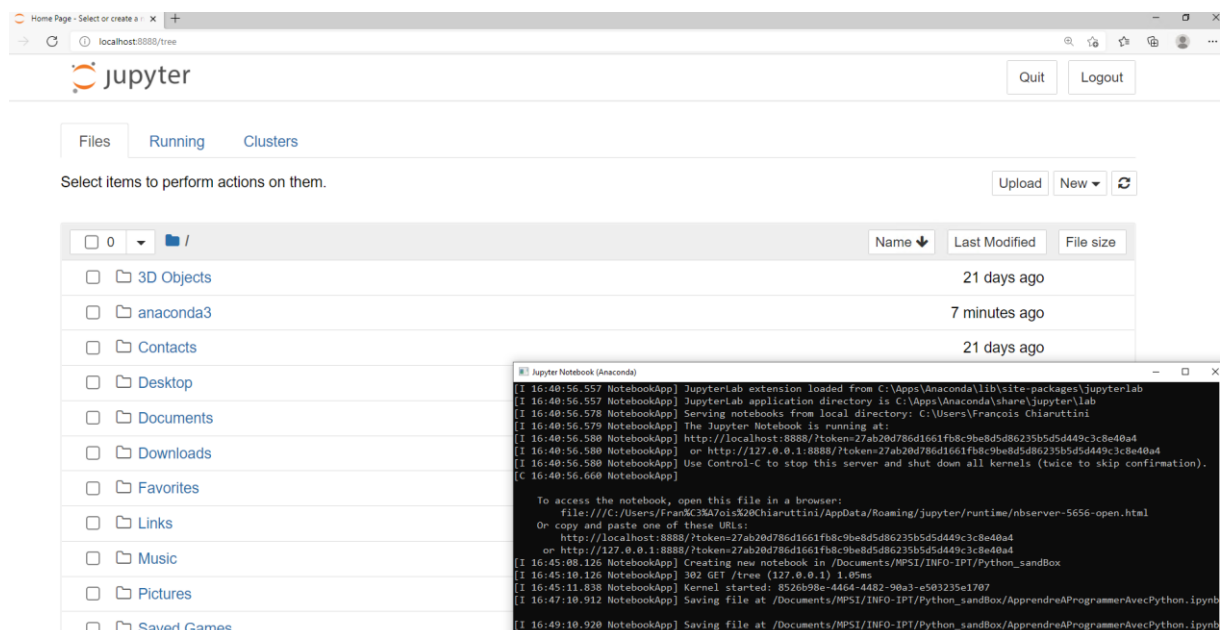 Home Page - Select or create a n
localhost:8888/tree
jupyter
Quit Logout
Files Running Clusters
Select items to perform actions on them.
Upload New
0 / Name Last Modified File size
3D Objects 21 days ago
anaconda3 7 minutes ago
Contacts 21 days ago
Desktop
Documents
Downloads
Favorites
Links
Music
Pictures
Saved Games
Jupyter Notebook (Anaconda)
[I 16:40:56.557 NotebookApp] JupyterLab extension loaded from C:\Apps\Anaconda\lib\site-packages\jupyterlab
[I 16:40:56.557 NotebookApp] JupyterLab application directory is C:\Apps\Anaconda\share\jupyter\lab
[I 16:40:56.578 NotebookApp] Serving notebooks from local directory: C:\Users\François Chiaruttini
[I 16:40:56.579 NotebookApp] The Jupyter Notebook is running at:
[I 16:40:56.580 NotebookApp] http://localhost:8888/?token=27ab20d786d1661fb8c9be8d5d86235b5d5d449c3c8e40a4
[I 16:40:56.580 NotebookApp] or http://127.0.0.1:8888/?token=27ab20d786d1661fb8c9be8d5d86235b5d5d449c3c8e40a4
[I 16:40:56.580 NotebookApp] Use Control-C to stop this server and shut down all kernels (twice to skip confirmation).
[C 16:40:56.660 NotebookApp]
To access the notebook, open this file in a browser:
file:///C:/Users/Fran%C3%A7ois%20Chiaruttini/AppData/Roaming/jupyter/runtime/nbserver-5656-open.html
Or copy and paste one of these URLs:
http://localhost:8888/?token=27ab20d786d1661fb8c9be8d5d86235b5d5d449c3c8e40a4
or http://127.0.0.1:8888/?token=27ab20d786d1661fb8c9be8d5d86235b5d5d449c3c8e40a4
[I 16:45:08.126 NotebookApp] Creating new notebook in /Documents/MPSI/INFO-IPT/Python_sandBox
[I 16:45:10.126 NotebookApp] 302 GET /tree (127.0.0.1) 1.05ms
[I 16:45:11.838 NotebookApp] Kernel started: 8526b98e-4464-4482-90a3-e503235e1707
[I 16:47:10.912 NotebookApp] Saving file at /Documents/MPSI/INFO-IPT/Python_sandBox/ApprendreAProgrammerAvecPython.ipynb
[I 16:49:10.920 NotebookApp] Saving file at /Documents/MPSI/INFO-IPT/Python_sandBox/ApprendreAProgrammerAvecPython.ipynb